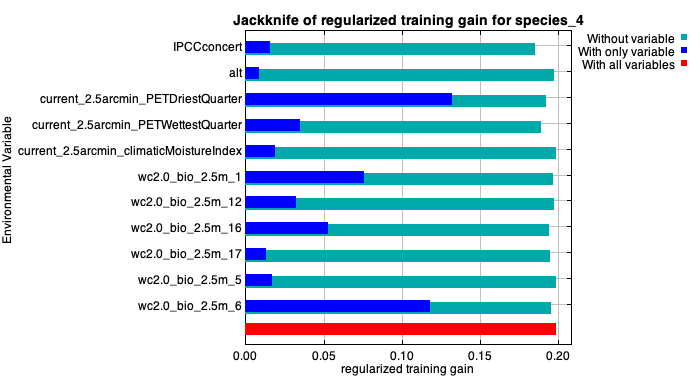 Jackknife of regularized training gain for species_4
Without variable
With only variable
With all variables
Environmental Variable
IPCCconcert
alt
current_2.5arcmin_PETDriestQuarter
current_2.5arcmin_PETWettestQuarter
current_2.5arcmin_climaticMoistureIndex
wc2.0_bio_2.5m_1
wc2.0_bio_2.5m_12
wc2.0_bio_2.5m_16
wc2.0_bio_2.5m_17
wc2.0_bio_2.5m_5
wc2.0_bio_2.5m_6
0.00 0.05 0.10 0.15 0.20
regularized training gain